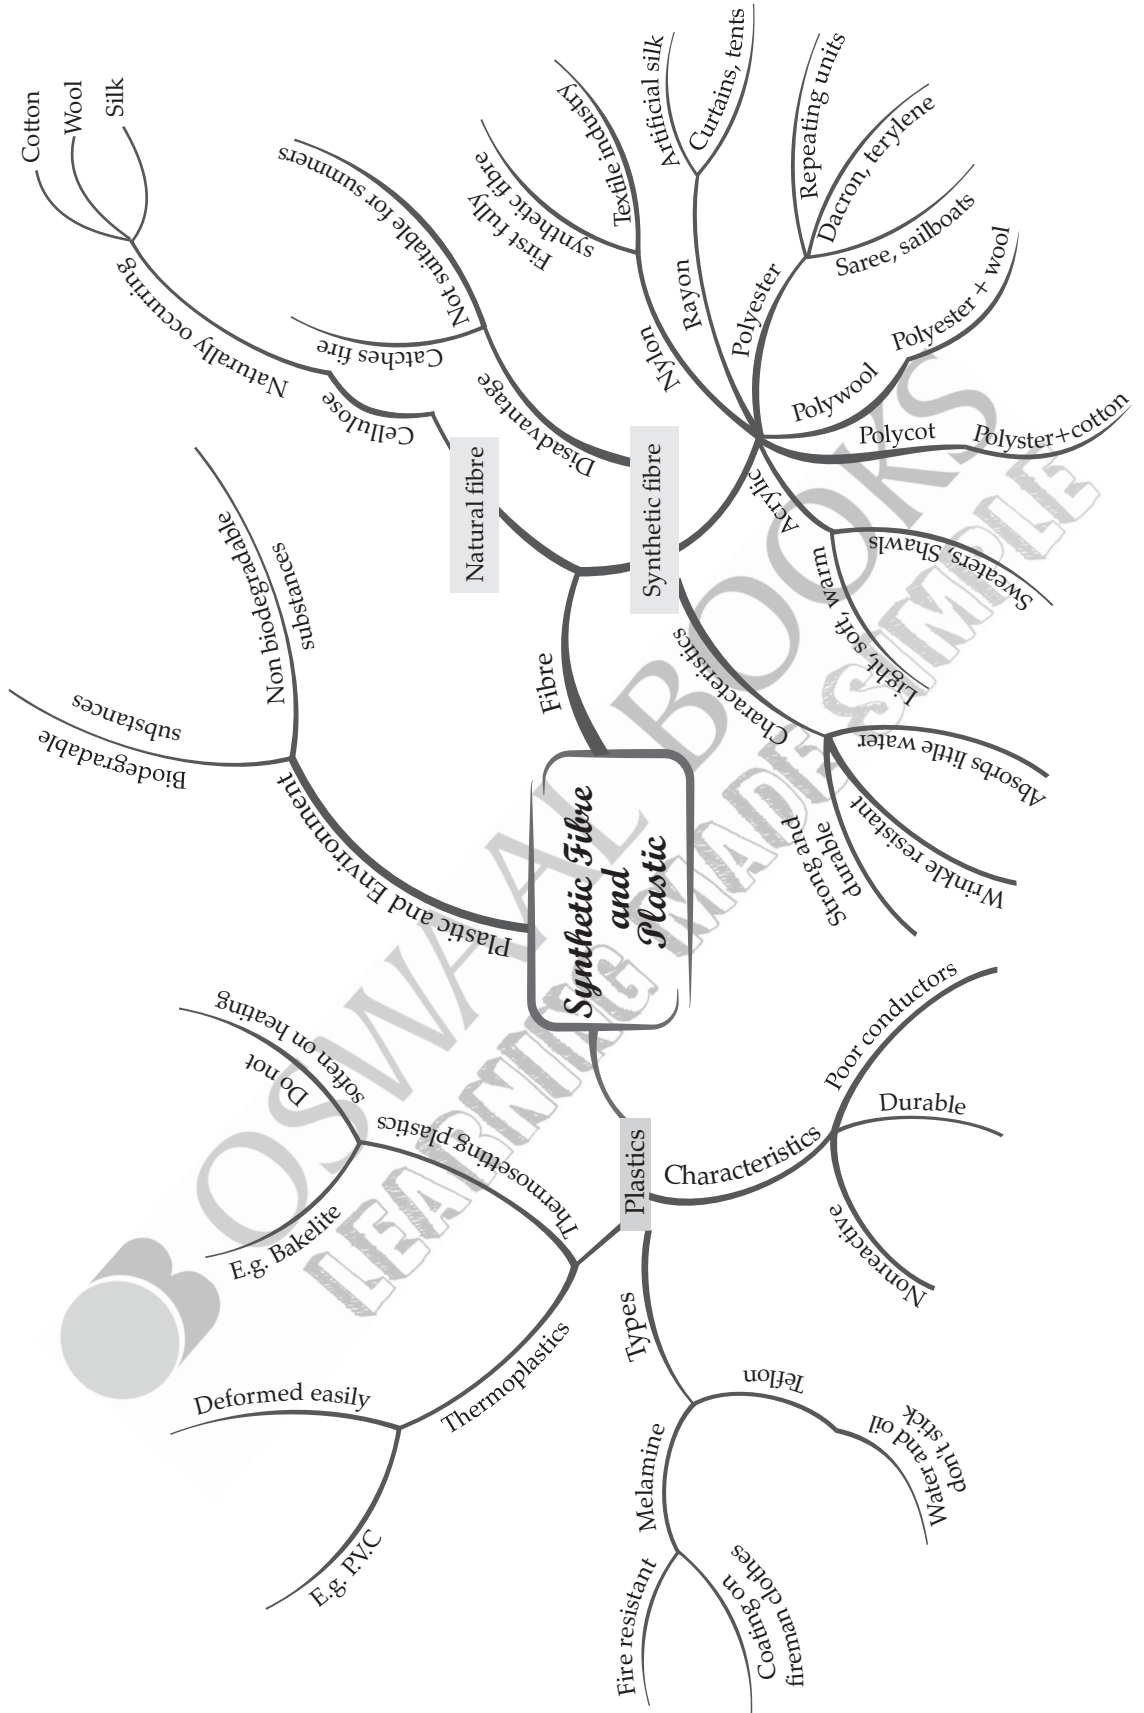 Synthetic Fibre
and
Plastic
Fibre
Natural fibre
Cellulose
Naturally occurring
Cotton
Wool
Silk
Synthetic fibre
Disadvantage
Catches fire
Not suitable for summers
Nylon
First fully
synthetic fibre
Textile industry
Rayon
Artificial silk
Curtains, tents
Polyester
Repeating units
Dacron, terylene
Saree, sailboats
Polywool
Polyester + wool
Polycot
Polyster+cotton
Acrylic
Sweaters, Shawls
Light, soft, warm
Characteristics
Absorbs little water
Wrinkle resistant
Strong and
durable
Plastics
Characteristics
Poor conductors
Durable
Nonreactive
Types
Teflon
Water and oil
don't stick
Melamine
Fire resistant
Coating on
fireman clothes
Thermoplastics
Deformed easily
E.g. P.V.C
Thermosetting plastics
E.g. Bakelite
Do not
soften on heating
Plastic and Environment
Biodegradable
substances
Non biodegradable
substances
OSWAAL BOOKS
LEARNING MADE SIMPLE